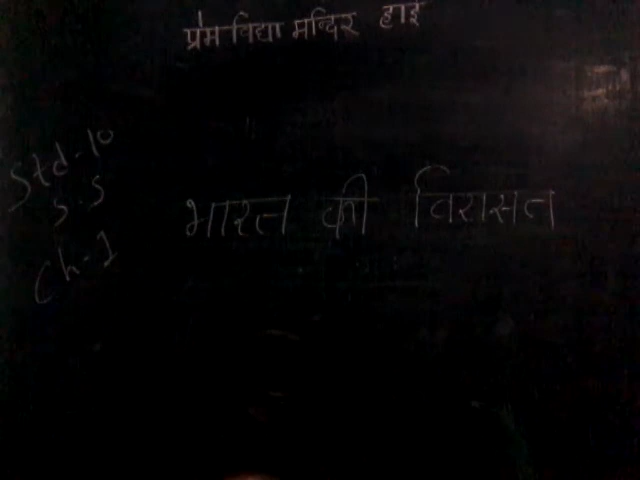 प्रेम विद्या मन्दिर हाई
Std-10
S.S
Ch-1
भारत की विरासत